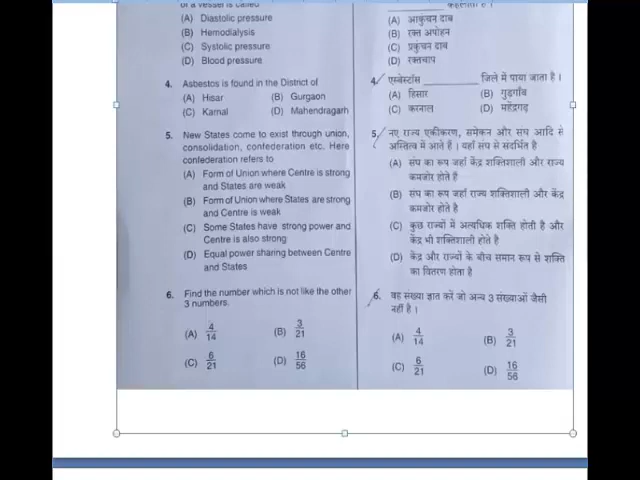 of a vessel is called
(A) Diastolic pressure
(B) Hemodialysis
(C) Systolic pressure
(D) Blood pressure
4. Asbestos is found in the District of
(A) Hisar (B) Gurgaon
(C) Karnal (D) Mahendragarh
5. New States come to exist through union,
consolidation, confederation etc. Here
confederation refers to
(A) Form of Union where Centre is strong
and States are weak
(B) Form of Union where States are strong
and Centre is weak
(C) Some States have strong power and
Centre is also strong
(D) Equal power sharing between Centre
and States
6. Find the number which is not like the other
3 numbers.
(A) 4/14 (B) 3/21
(C) 6/21 (D) 16/56
कहलाता है ।
(A) आकुंचन दाब
(B) रक्त अपोहन
(C) प्रकुंचन दाब
(D) रक्तचाप
4. एस्बेस्टॉस ________ जिले में पाया जाता है ।
(A) हिसार (B) गुड़गाँव
(C) करनाल (D) महेंद्रगढ़
5. नए राज्य एकीकरण, समेकन और संघ आदि से
अस्तित्व में आते हैं । यहाँ संघ से संदर्भित है
(A) संघ का रूप जहाँ केंद्र शक्तिशाली और राज्य
कमजोर होते है
(B) संघ का रूप जहाँ राज्य शक्तिशाली और केंद्र
कमजोर होते है
(C) कुछ राज्यों में अत्यधिक शक्ति होती है और
केंद्र भी शक्तिशाली होते है
(D) केंद्र और राज्यों के बीच समान रूप से शक्ति
का वितरण होता है
6. वह संख्या ज्ञात करें जो अन्य 3 संख्याओं जैसी
नहीं है ।
(A) 4/14 (B) 3/21
(C) 6/21 (D) 16/56